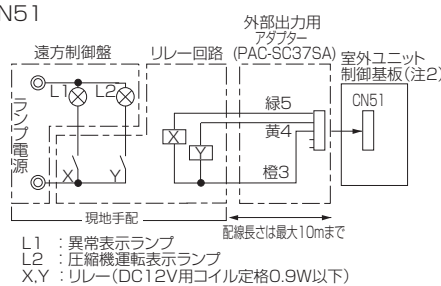 CN51
外部出力用
アダプター
(PAC-SC37SA)
遠方制御盤
リレー回路
室外ユニット
制御基板(注2)
L1
L2
CN51
緑5
黄4
橙3
X
Y
X
Y
ランプ電源
現地手配
配線長さは最大10mまで
L1 :異常表示ランプ
L2 :圧縮機運転表示ランプ
X,Y:リレー(DC12V用コイル定格0.9W以下)